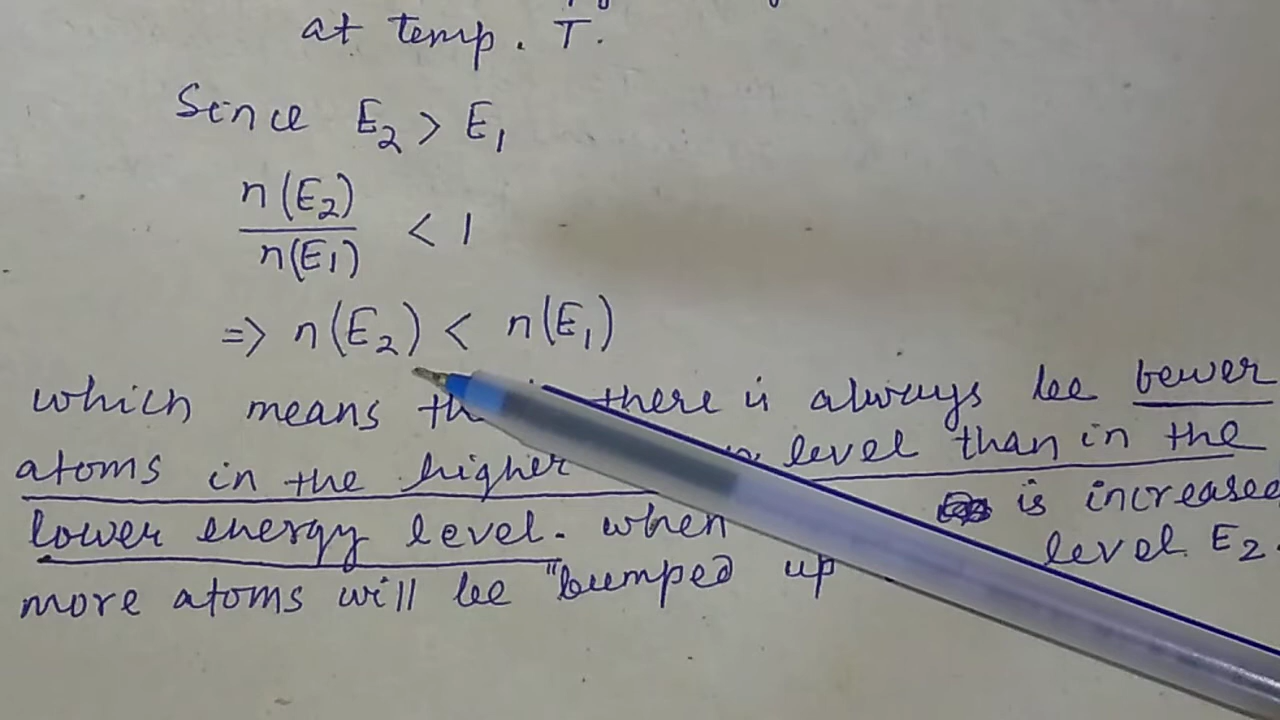 at temp. T.
Since E₂ > E₁
n(E₂)
n(E₁) < 1
=> n(E₂) < n(E₁)
which means there is always be bewer
atoms in the higher level than in the
lower energy level. when is increased
more atoms will be "bumped up level E₂.